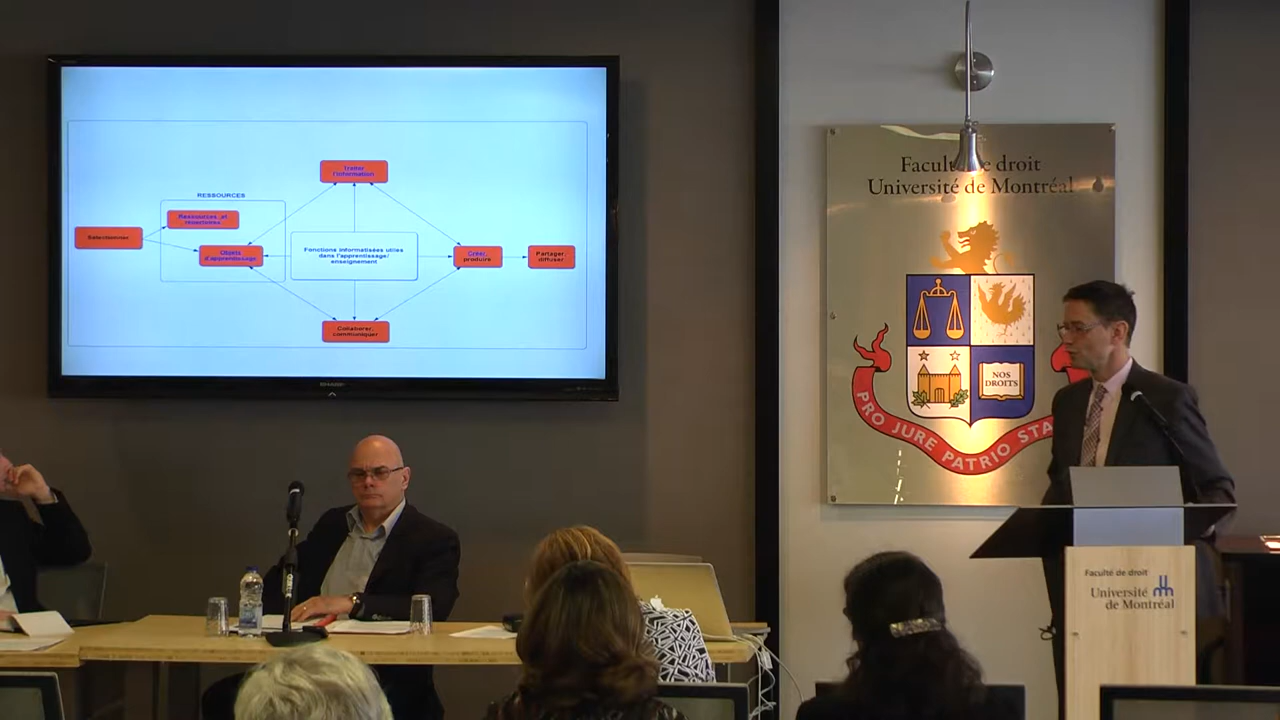 Traiter
l'information
RESSOURCES
Ressources et
répertoires
Sélectionner
Objets
d'apprentissage
Fonctions informatisées utiles
dans l'apprentissage/
enseignement
Créer,
produire
Partager,
diffuser
Collaborer,
communiquer
SHARP
Faculté de droit
Université de Montréal
NOS
DROITS
PRO JURE PATRIO STA
Faculté de droit
Université
de Montréal